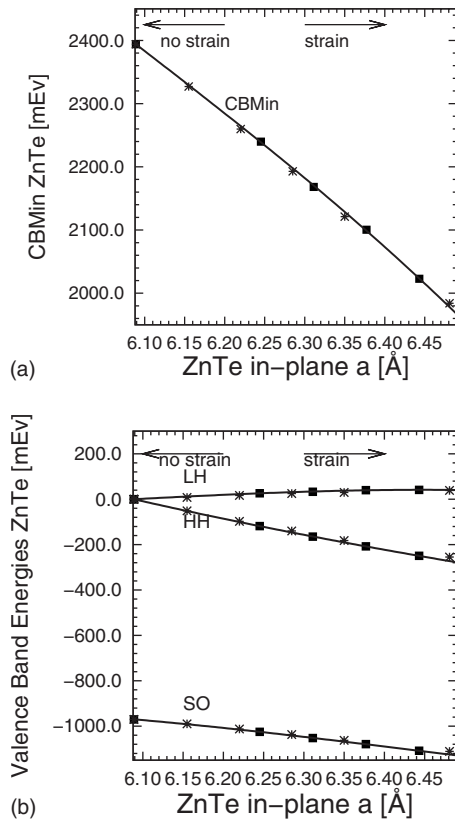 2400.0
2300.0
2200.0
2100.0
2000.0
CBMin ZnTe [mEv]
no strain
strain
CBMin
6.10 6.15 6.20 6.25 6.30 6.35 6.40 6.45
ZnTe in-plane a [Å]
(a)
200.0
0.0
-200.0
-400.0
-600.0
-800.0
-1000.0
Valence Band Energies ZnTe [mEv]
no strain
strain
LH
HH
SO
6.10 6.15 6.20 6.25 6.30 6.35 6.40 6.45
ZnTe in-plane a [Å]
(b)